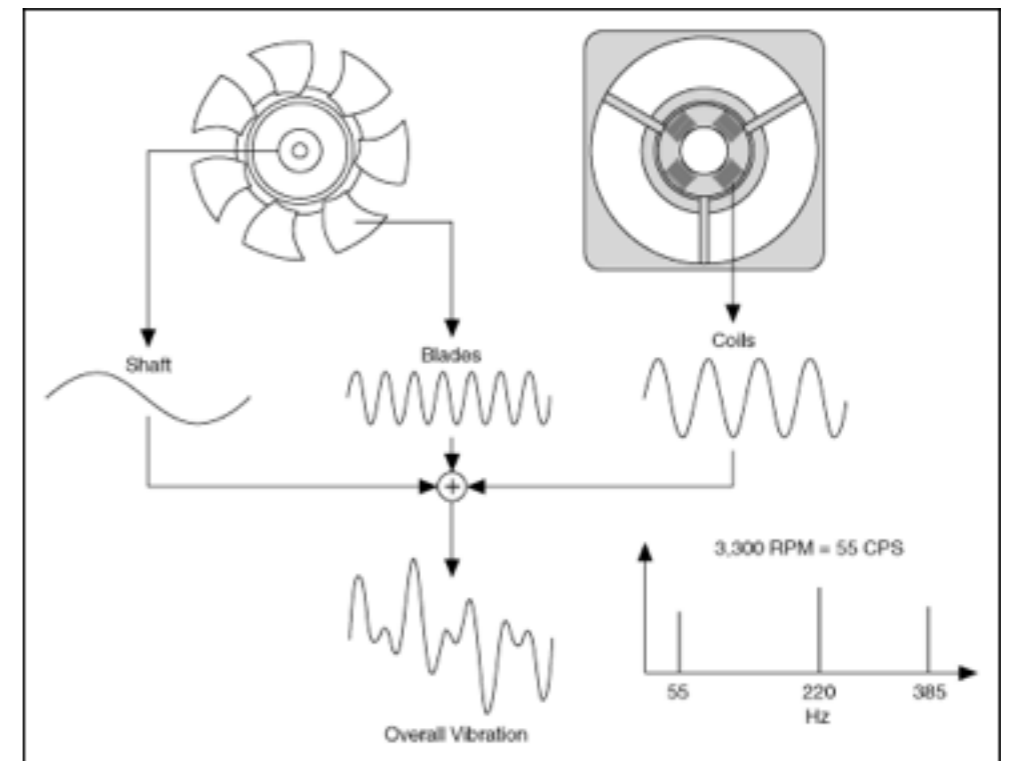 Shaft
Blades
Coils
3,300 RPM = 55 CPS
55
220
385
Hz
Overall Vibration